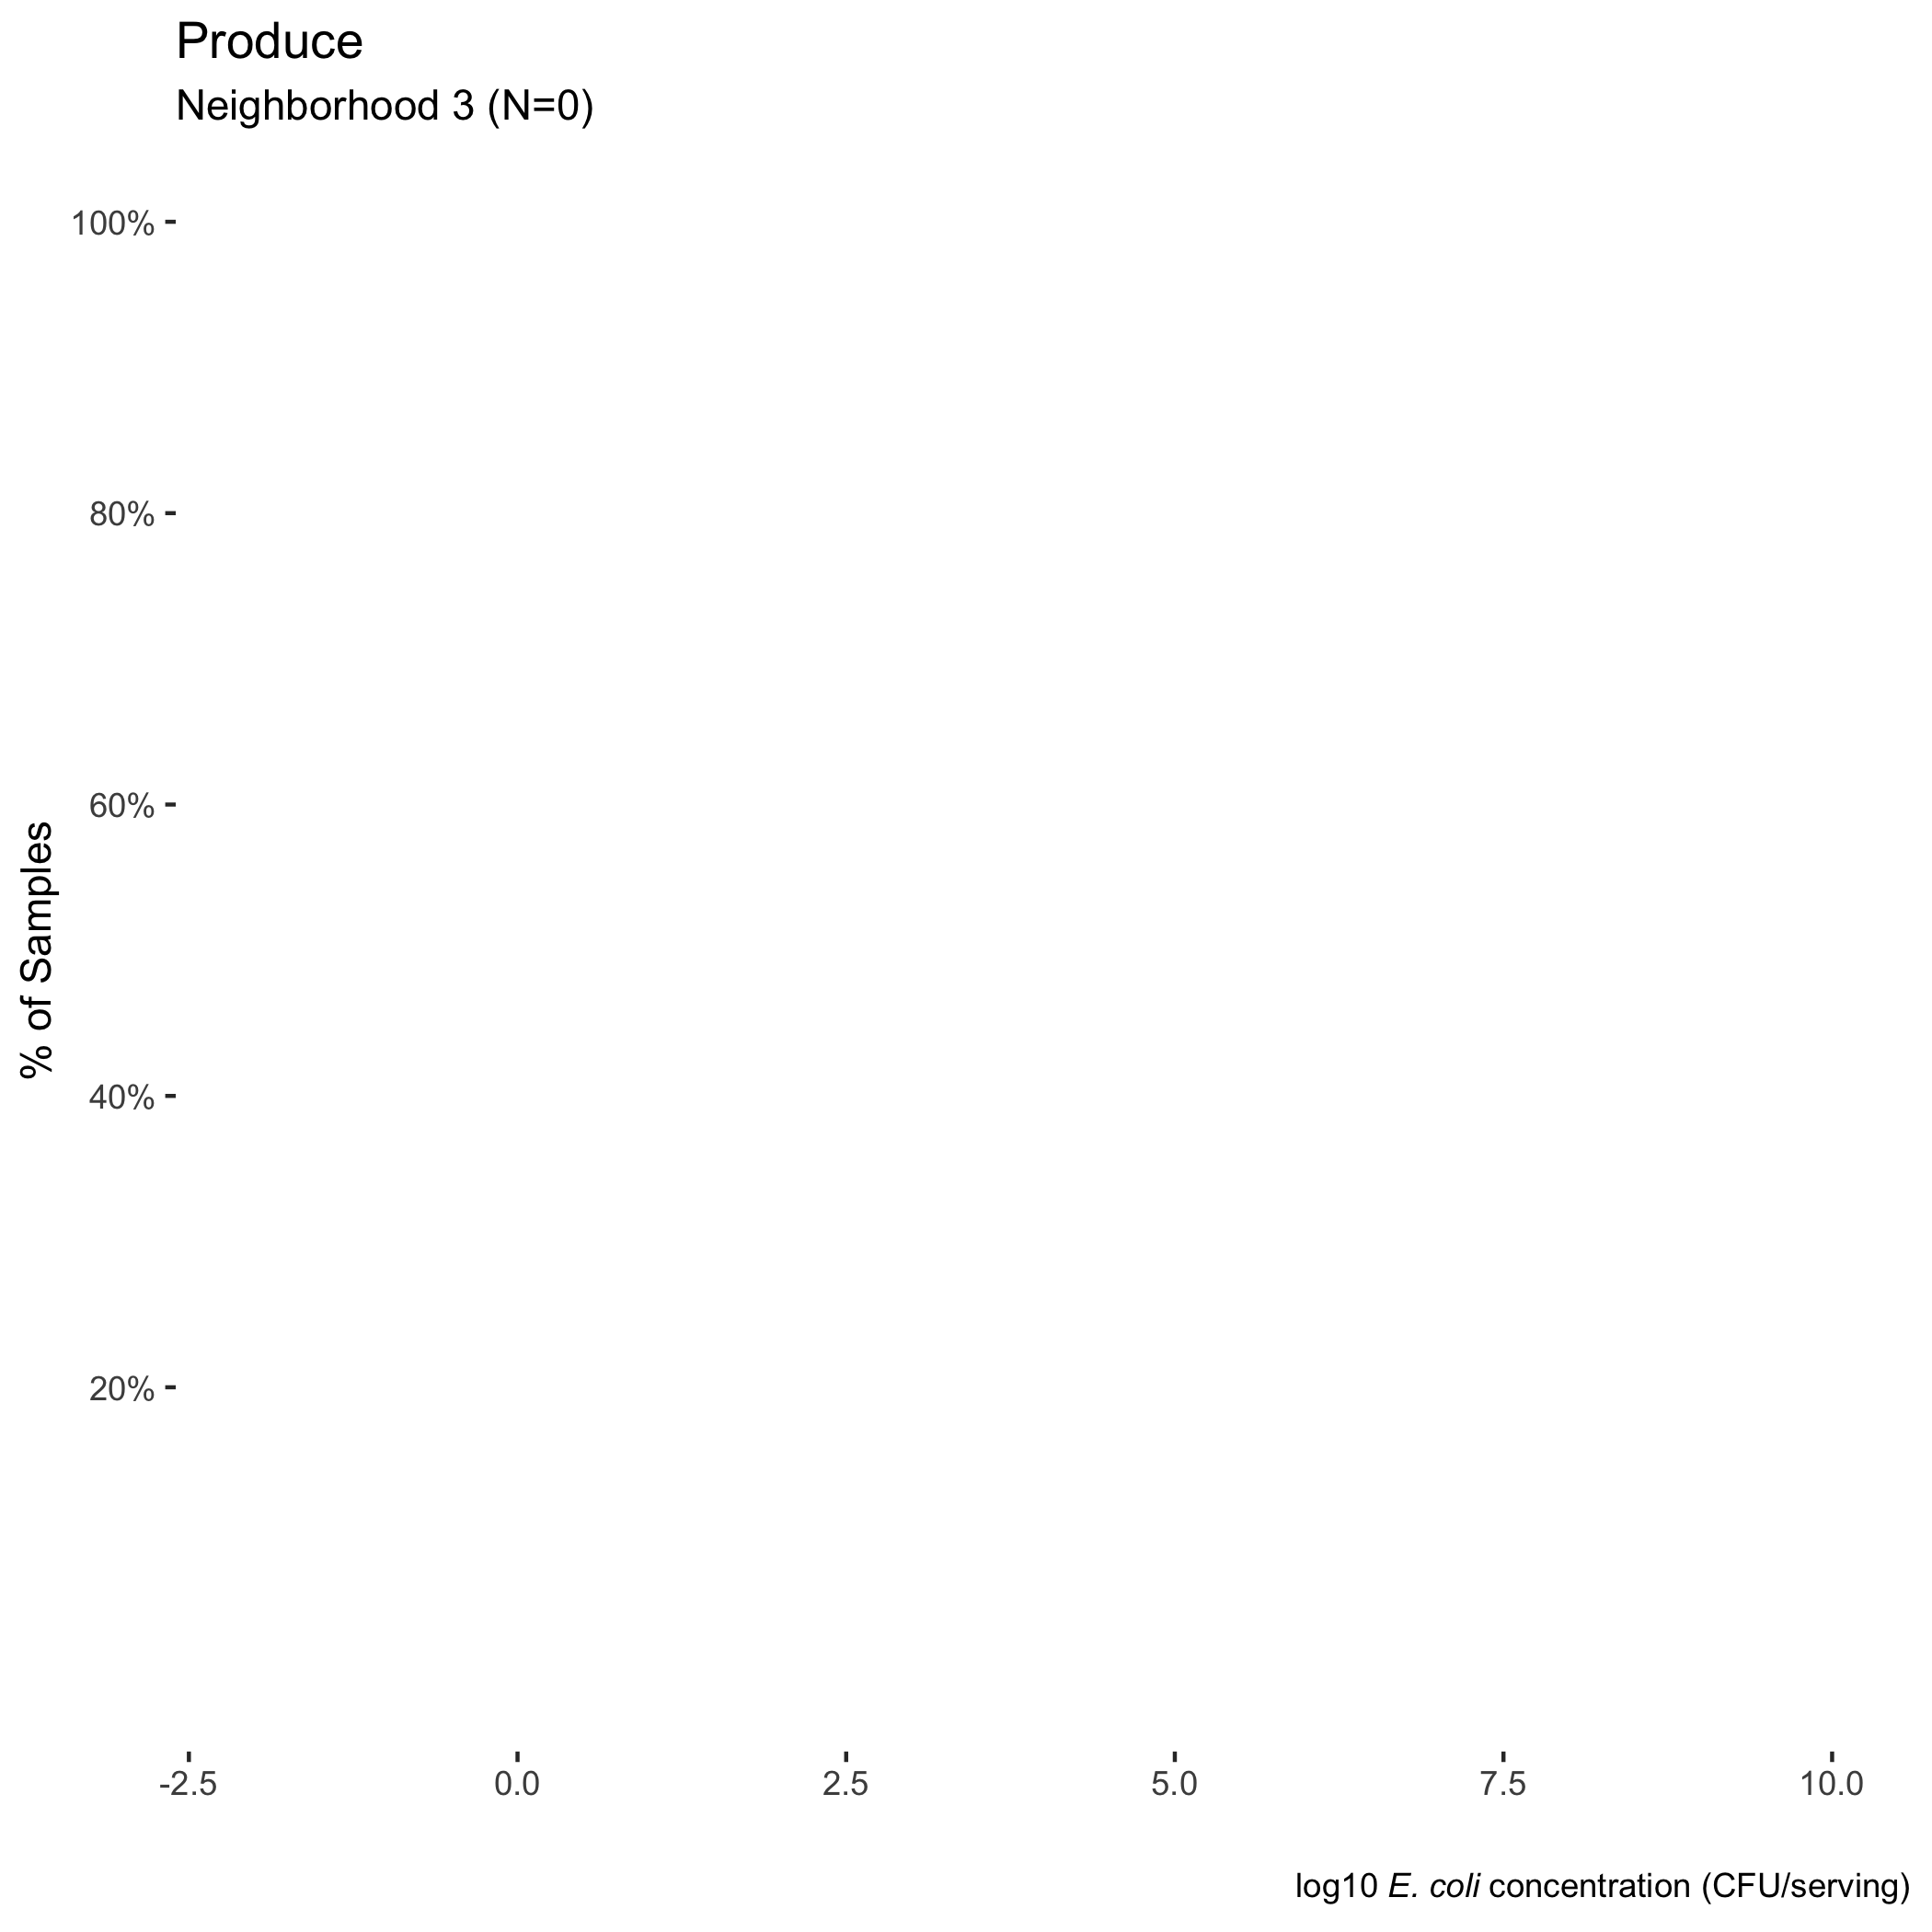 Produce
Neighborhood 3 (N=0)
100%
80%
60%
40%
20%
% of Samples
-2.5 0.0 2.5 5.0 7.5 10.0
log10 E. coli concentration (CFU/serving)